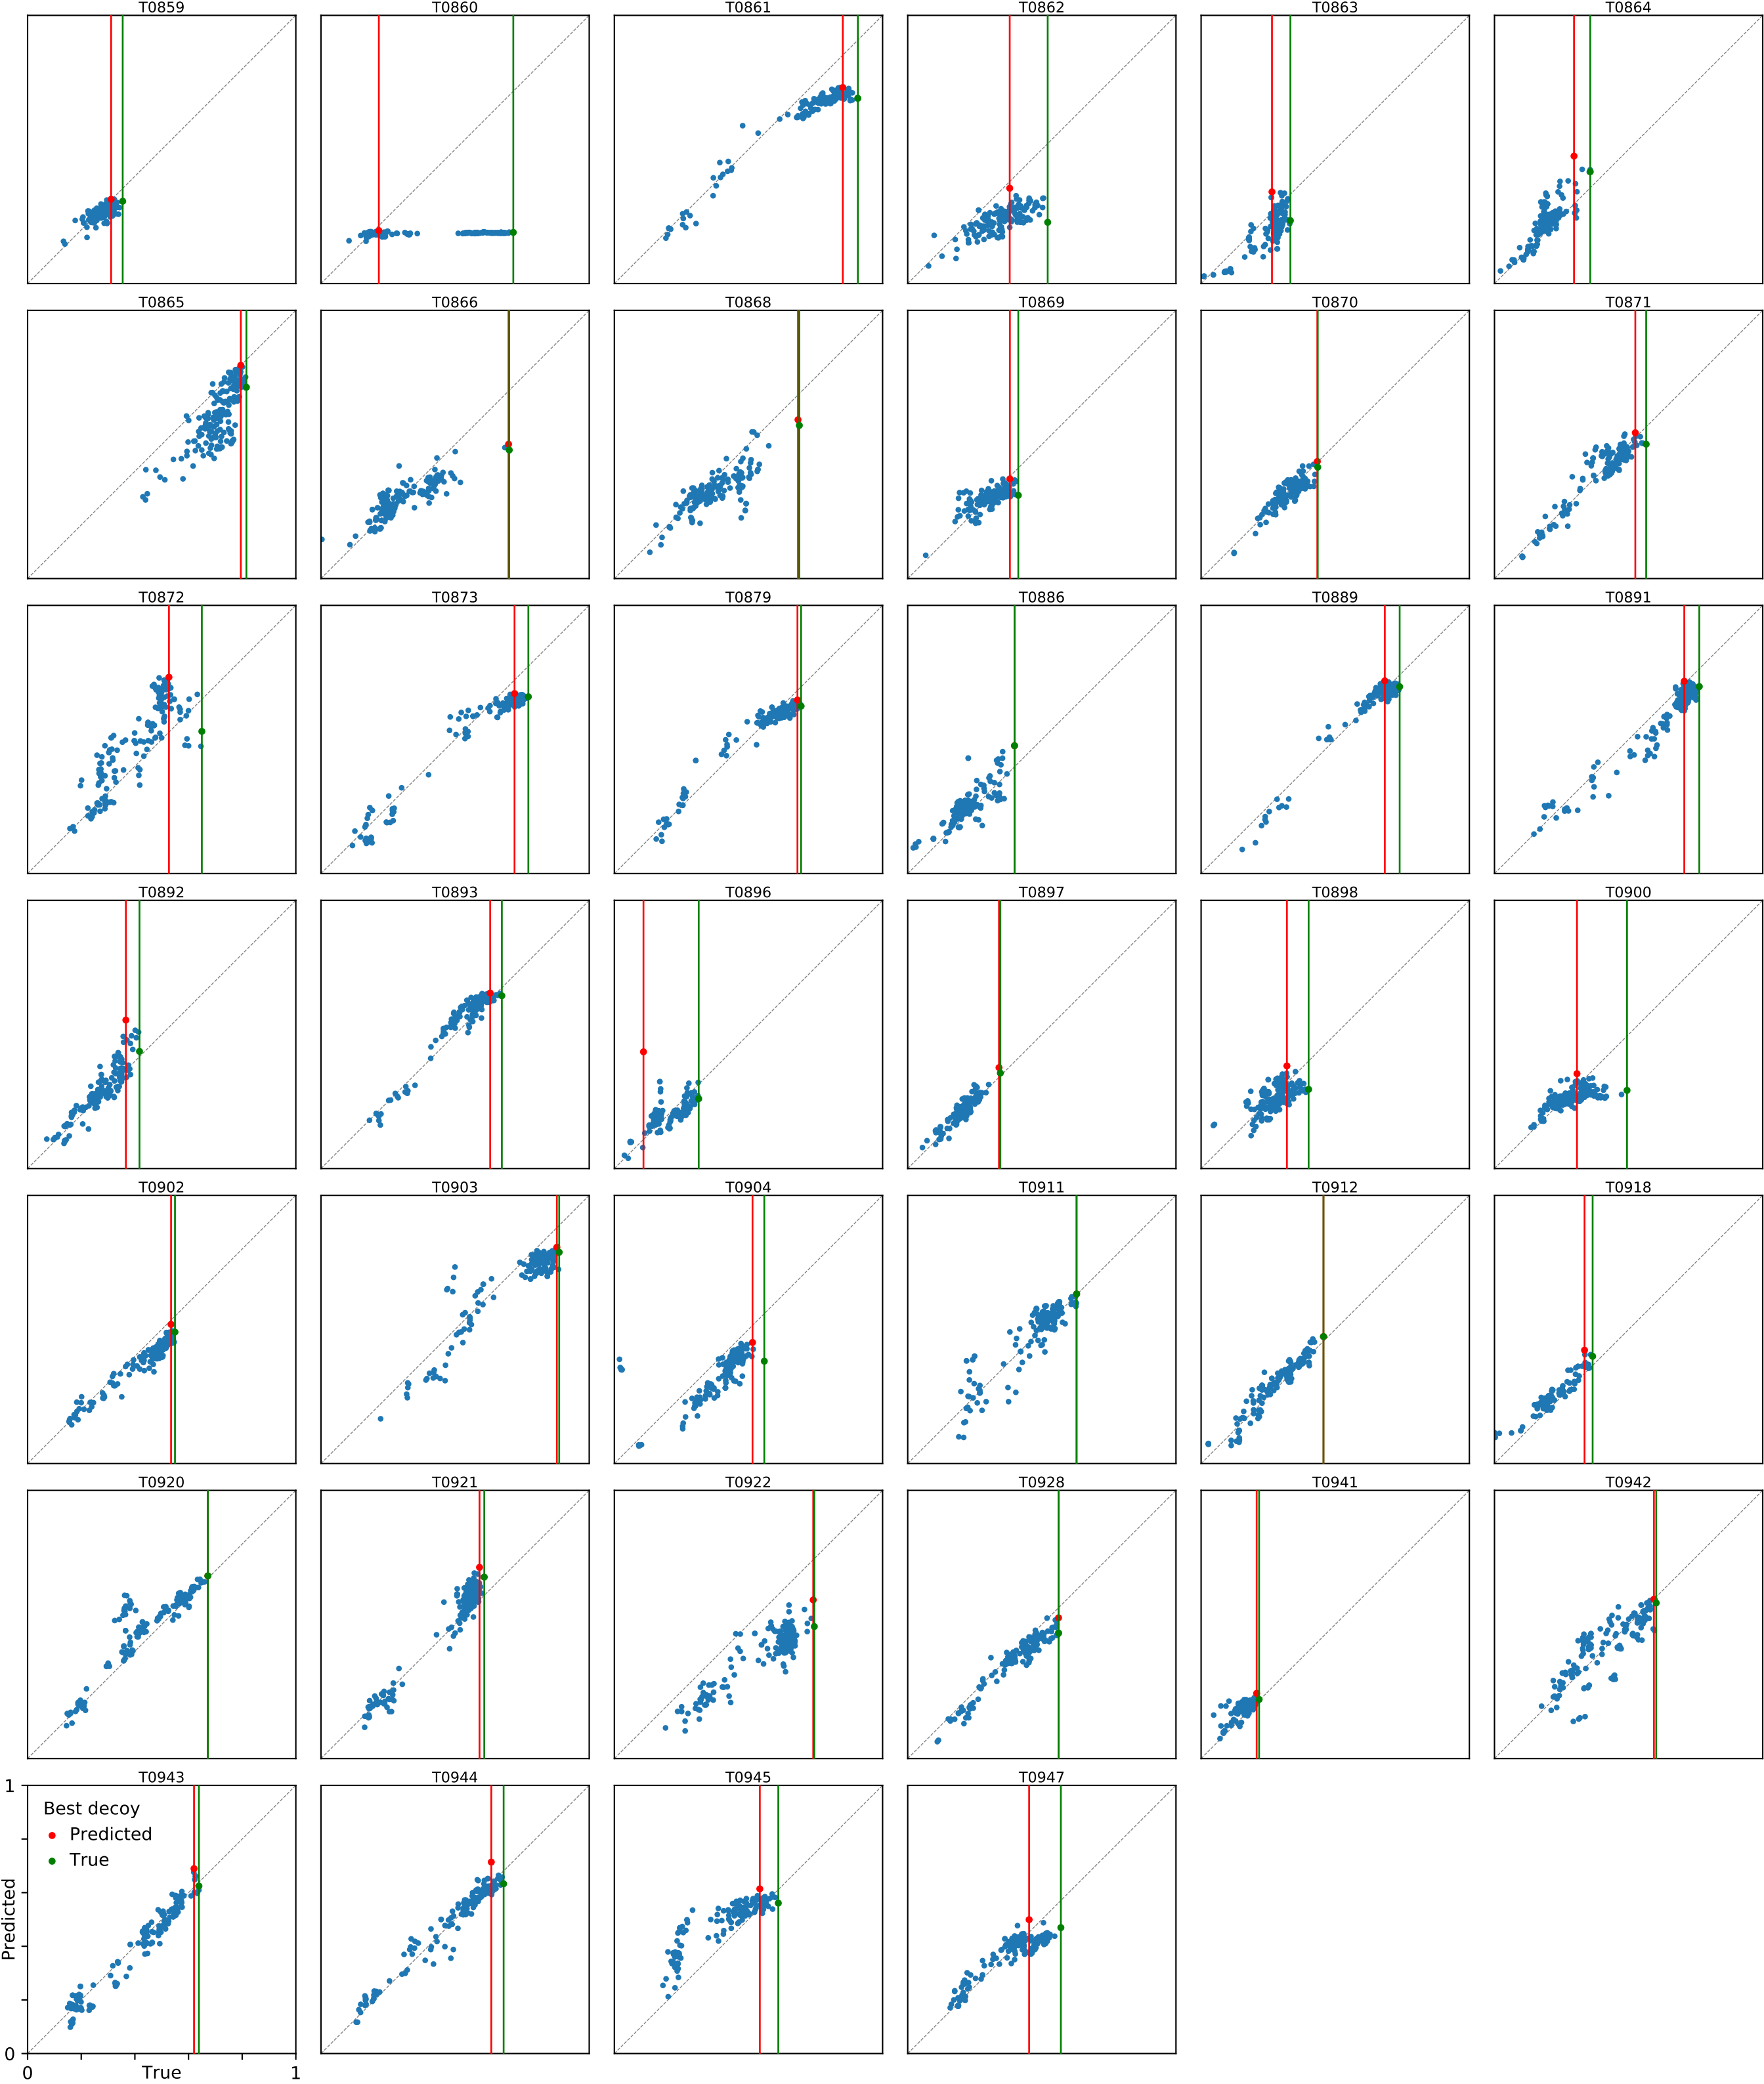 T0859 T0860 T0861 T0862 T0863 T0864
T0865 T0866 T0868 T0869 T0870 T0871
T0872 T0873 T0879 T0886 T0889 T0891
T0892 T0893 T0896 T0897 T0898 T0900
T0902 T0903 T0904 T0911 T0912 T0918
T0920 T0921 T0922 T0928 T0941 T0942
T0943 T0944 T0945 T0947
1
Best decoy
Predicted
True
Predicted
0
0 True 1